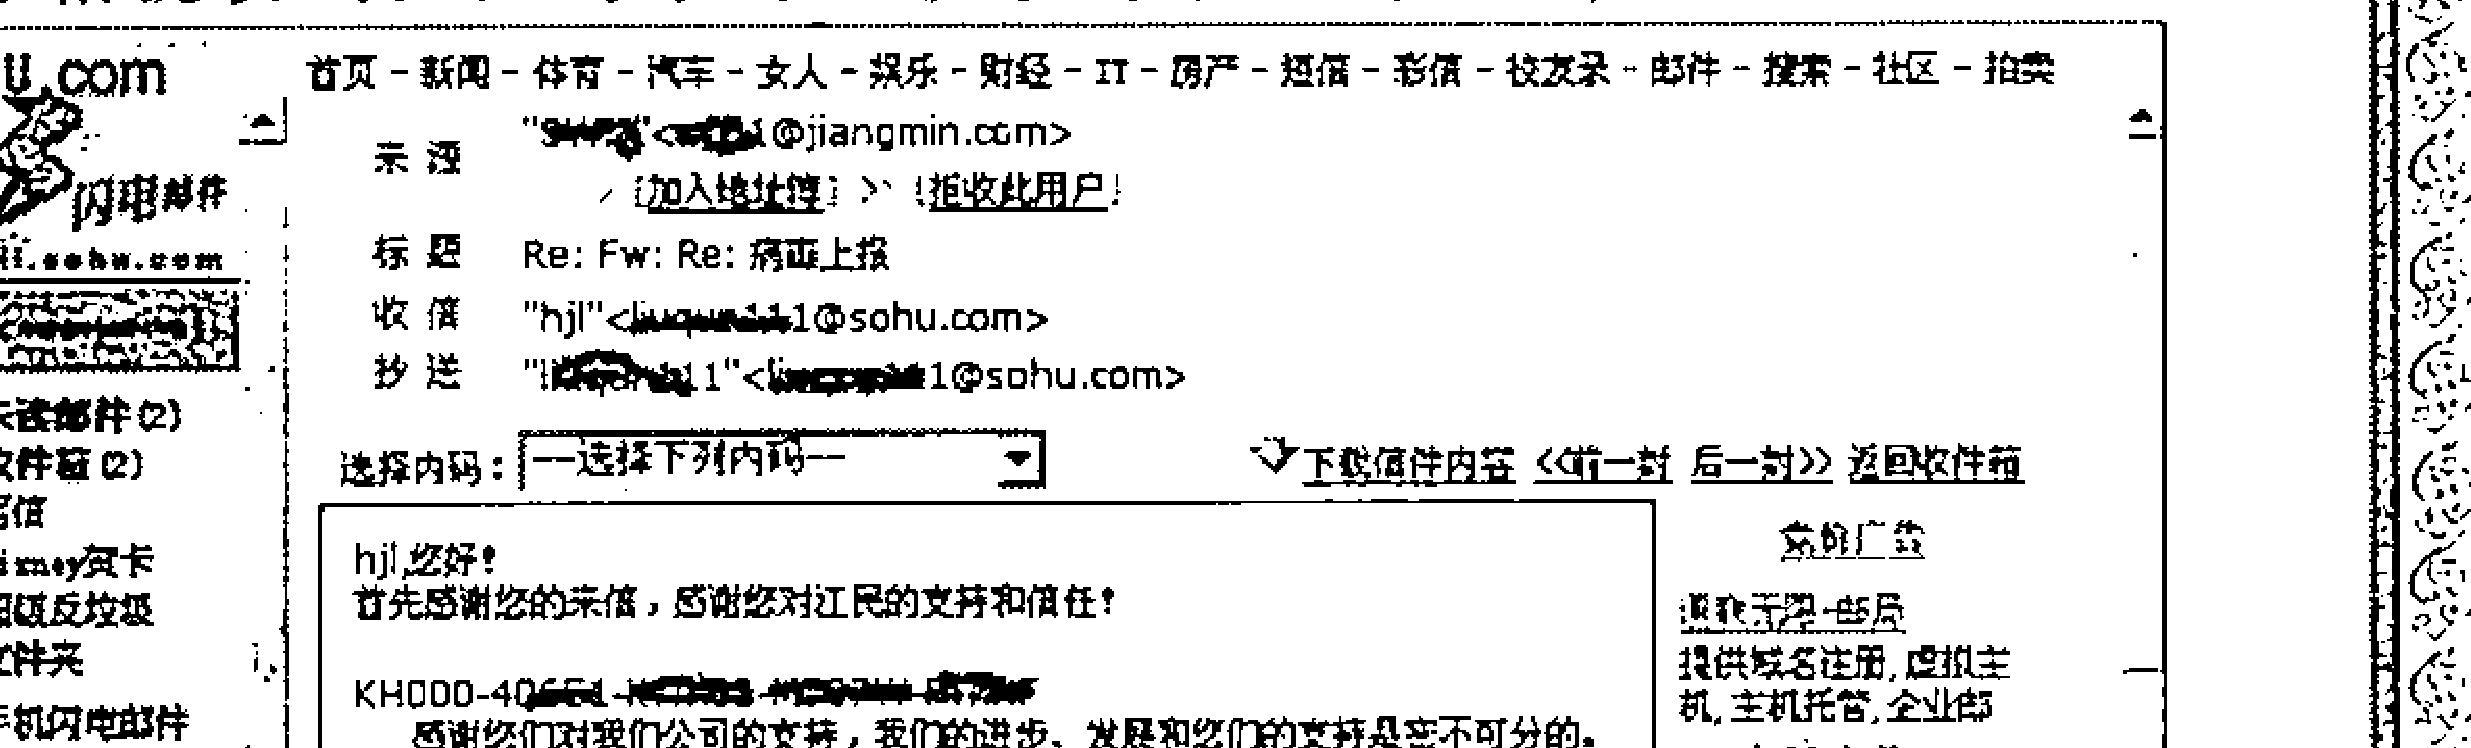 U.com
首页 - 新闻 - 体育 - 汽车 - 女人 - 娱乐 - 财经 - IT - 房产 - 短信 - 彩信 - 校友录 - 邮件 - 搜索 - 社区 - 拍卖
来 源 1@jiangmin.com>
[加入地址簿] [拒收此用户]
闪电邮件
标 题 Re: Fw: Re: 病毒上报
.sohu.com
收 信 "hjl"< 1@sohu.com>
抄 送 11"< 1@sohu.com>
未读邮件(2)
选择内码: —选择下列内码— 下载信件内容 <<前一封 后一封>> 返回收件箱
收件箱(2)
写信
hjl,您好!
贺卡
首先感谢您的来信，感谢您对江民的支持和信任!
反垃圾
文件夹
提供域名注册,虚拟主
机,主机托管,企业邮
KH000-40
手机闪电邮件
感谢您们对我们公司的支持，我们的进步、发展和您们的支持是密不可分的。